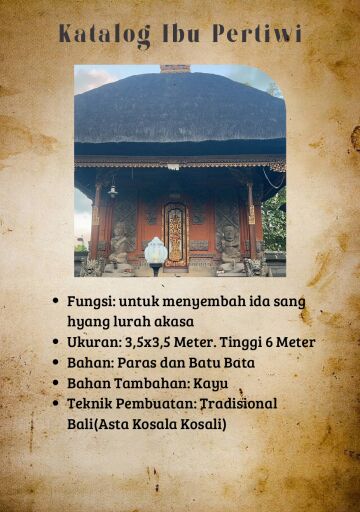 Katalog Ibu Pertiwi
• Fungsi: untuk menyembah ida sang
hyang lurah akasa
• Ukuran: 3,5x3,5 Meter. Tinggi 6 Meter
• Bahan: Paras dan Batu Bata
• Bahan Tambahan: Kayu
• Teknik Pembuatan: Tradisional
Bali(Asta Kosala Kosali)